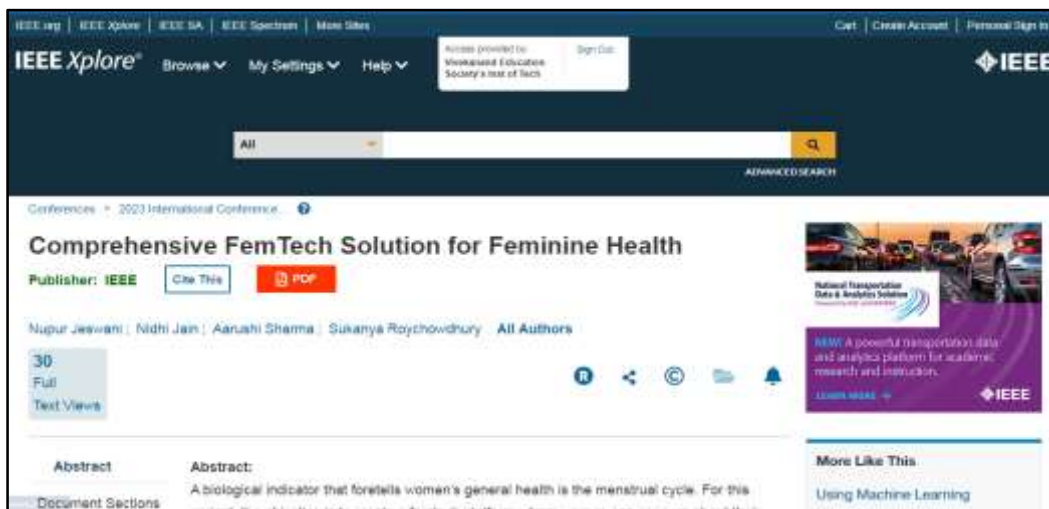 IEEE.org | IEEE Xplore | IEEE SA | IEEE Spectrum | More Sites
Cart | Create Account | Personal Sign In
IEEE Xplore®
Browse
My Settings
Help
Access provided by:
Vivekanand Education
Society's Inst of Tech
Sign Out
IEEE
All
ADVANCED SEARCH
Conferences > 2023 International Conference...
Comprehensive FemTech Solution for Feminine Health
Publisher: IEEE
Cite This
PDF
Nupur Jeswani; Nidhi Jain; Aarushi Sharma; Sukanya Roychowdhury All Authors
30
Full
Text Views
R
©
National Transportation
Data & Analytics Solution
NEW! A powerful transportation data
and analytics platform for academic
research and instruction.
LEARN MORE
IEEE
Abstract
Document Sections
Abstract:
A biological indicator that foretells women's general health is the menstrual cycle. For this
More Like This
Using Machine Learning